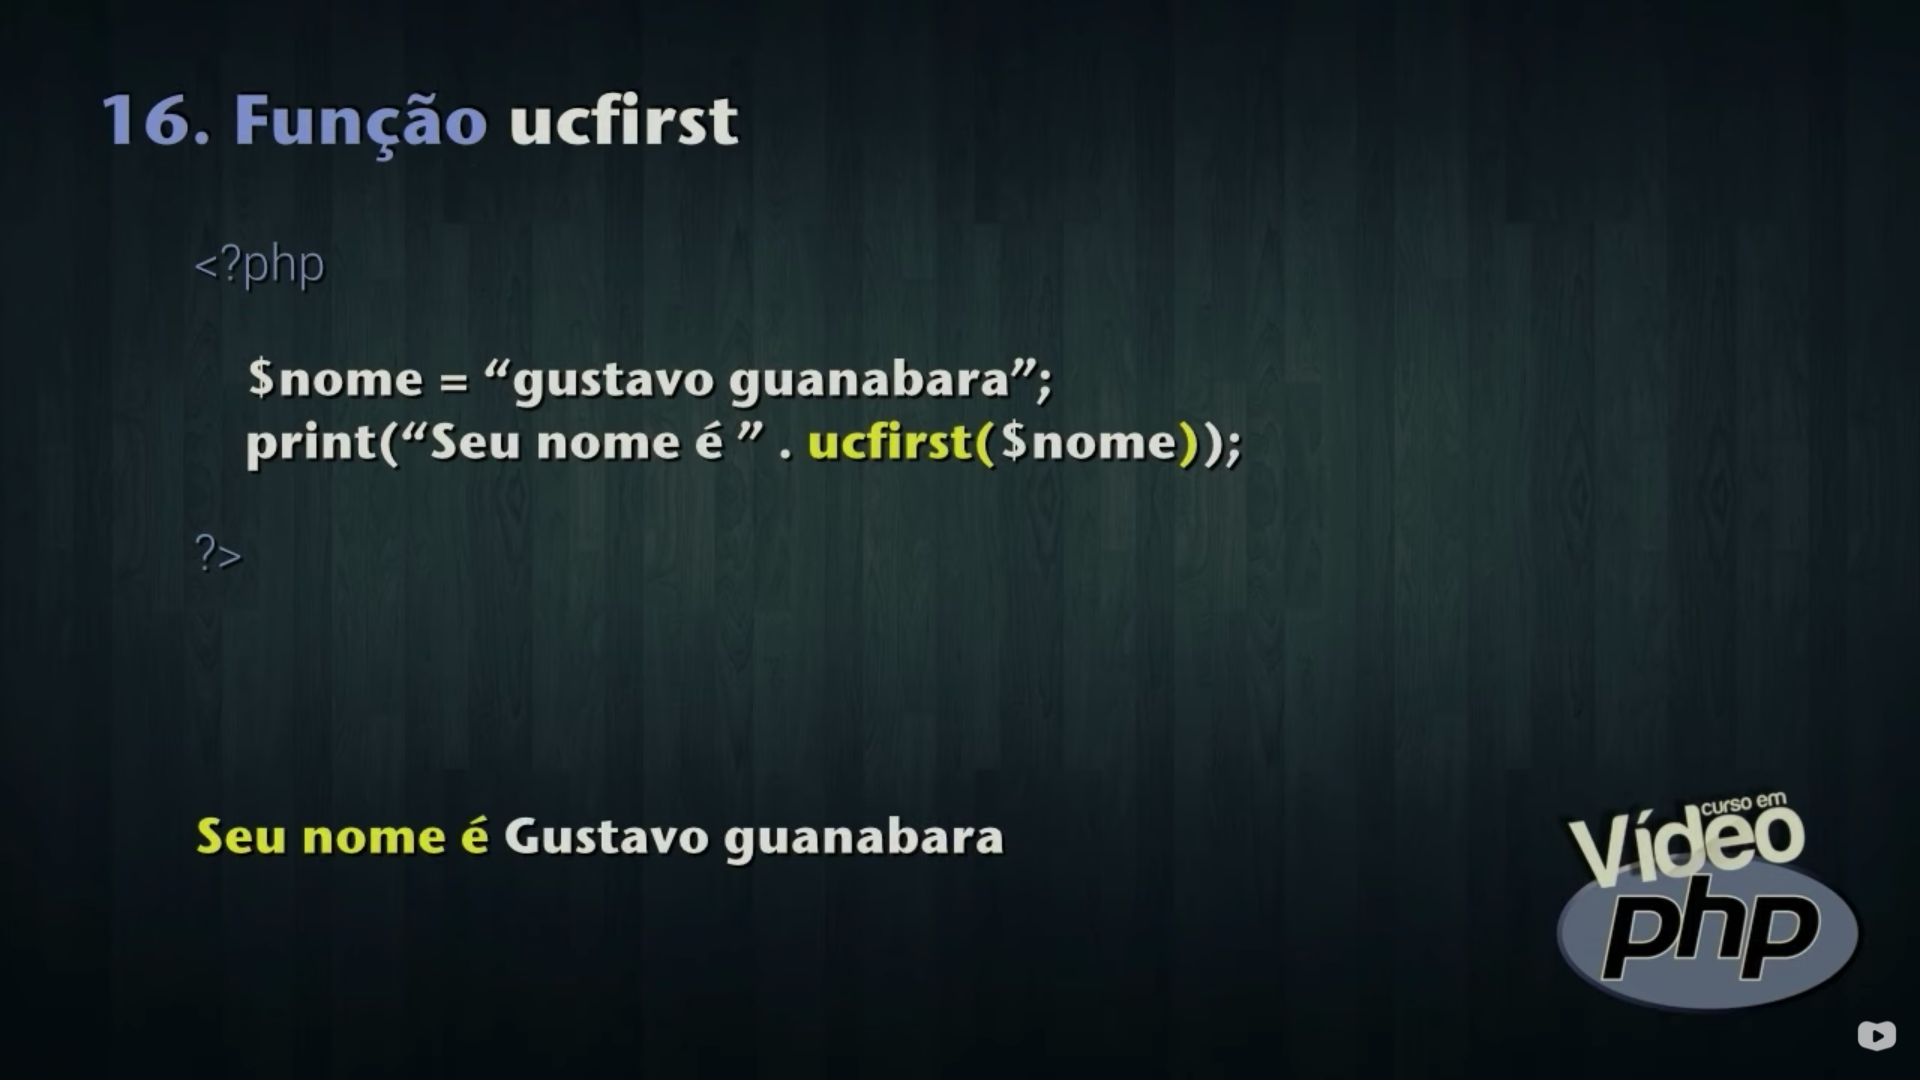 16. Função ucfirst
<?php
$nome = “gustavo guanabara”;
print(“Seu nome é ” . ucfirst($nome));
?>
Seu nome é Gustavo guanabara
curso em
Vídeo
php